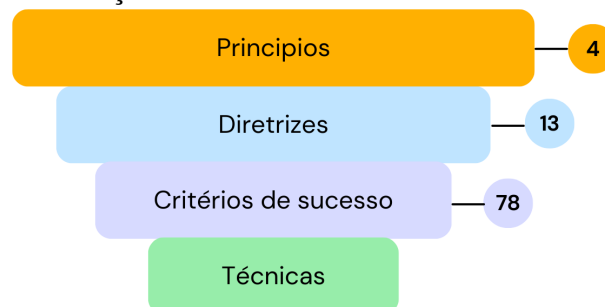 Principios
4
Diretrizes
13
Critérios de sucesso
78
Técnicas